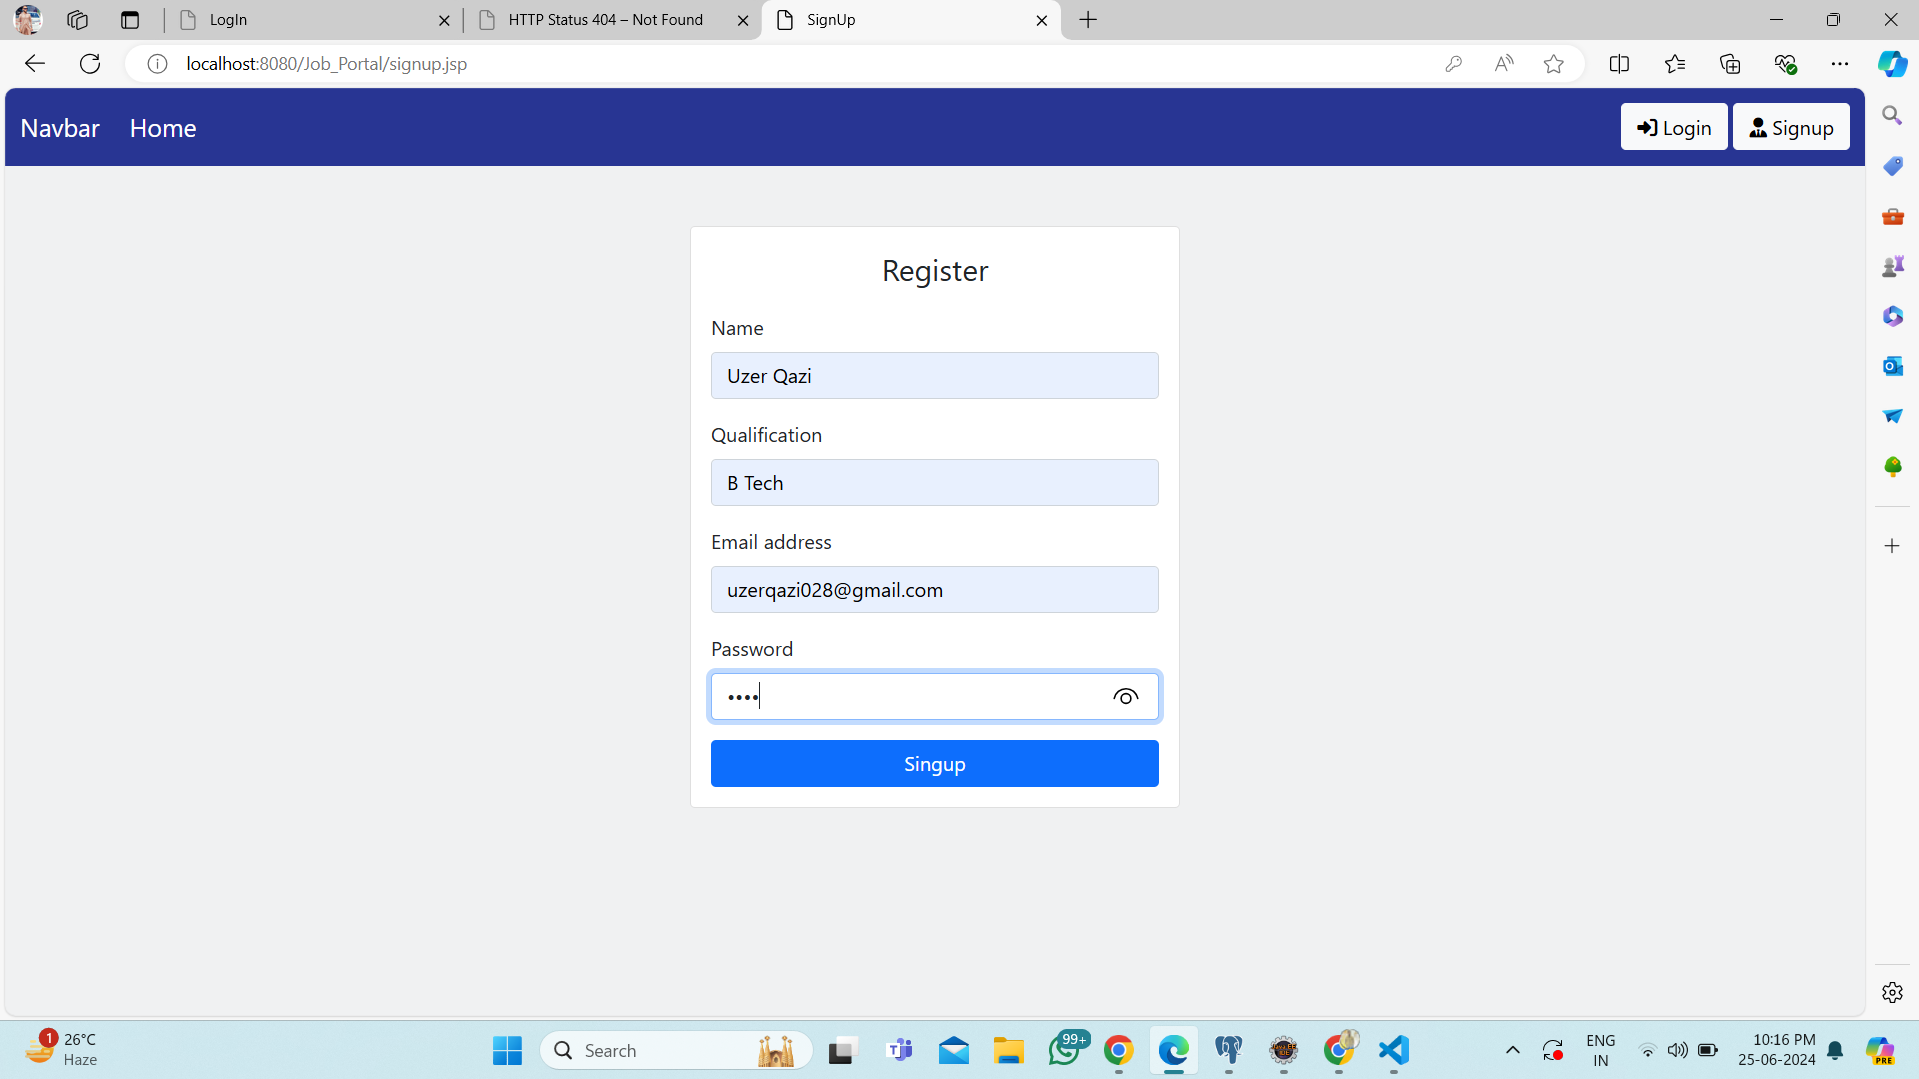 LogIn
HTTP Status 404 – Not Found
SignUp
localhost:8080/Job_Portal/signup.jsp
Navbar
Home
Login
Signup
Register
Name
Uzer Qazi
Qualification
B Tech
Email address
uzerqazi028@gmail.com
Password
••••
Singup
1
26°C
Haze
Search
99+
ENG
IN
10:16 PM
25-06-2024
PRE